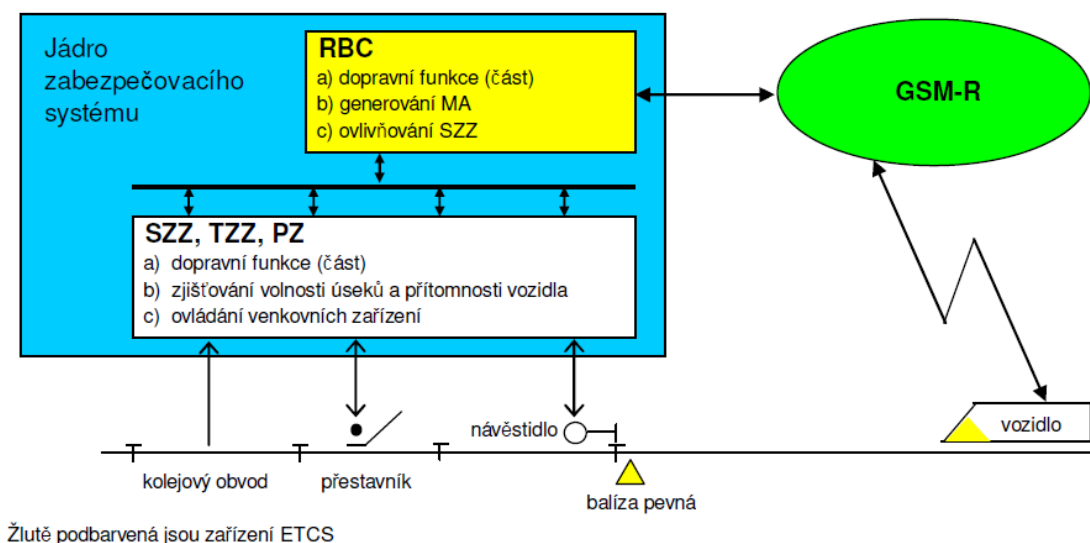 Jádro
zabezpečovacího
systému
RBC
a) dopravní funkce (část)
b) generování MA
c) ovlivňování SZZ
GSM-R
SZZ, TZZ, PZ
a) dopravní funkce (část)
b) zjišťování volnosti úseků a přítomnosti vozidla
c) ovládání venkovních zařízení
návěstidlo
vozidlo
kolejový obvod
přestavník
balíza pevná
Žlutě podbarvená jsou zařízení ETCS